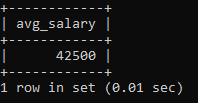 +------------+
| avg_salary |
+------------+
|      42500 |
+------------+
1 row in set (0.01 sec)